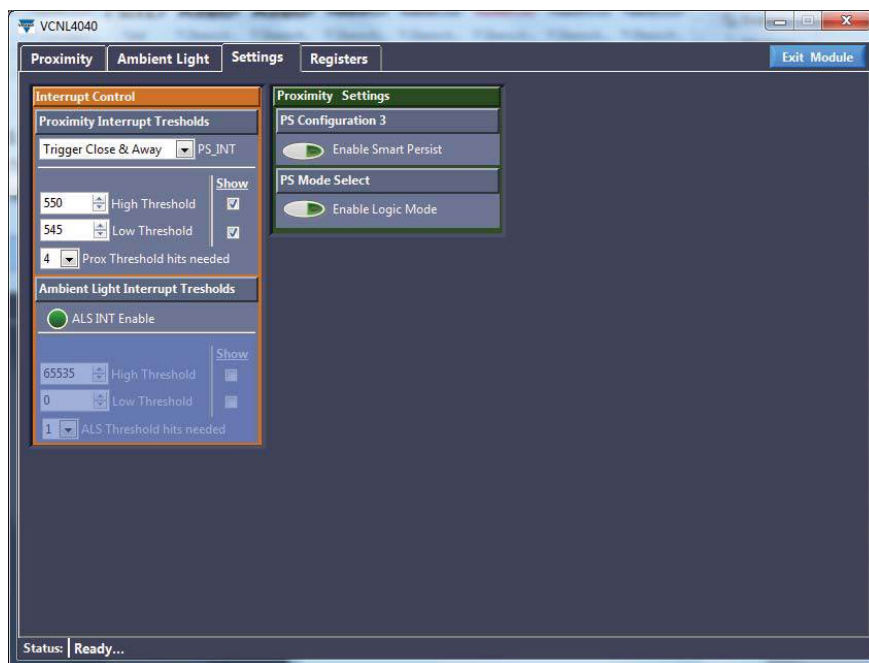 VCNL4040
Proximity Ambient Light Settings Registers Exit Module
Interrupt Control
Proximity Interrupt Tresholds
Trigger Close & Away PS_INT
Show
550 High Threshold
545 Low Threshold
4 Prox Threshold hits needed
Ambient Light Interrupt Tresholds
ALS INT Enable
Show
65535 High Threshold
0 Low Threshold
1 ALS Threshold hits needed
Proximity Settings
PS Configuration 3
Enable Smart Persist
PS Mode Select
Enable Logic Mode
Status: Ready...